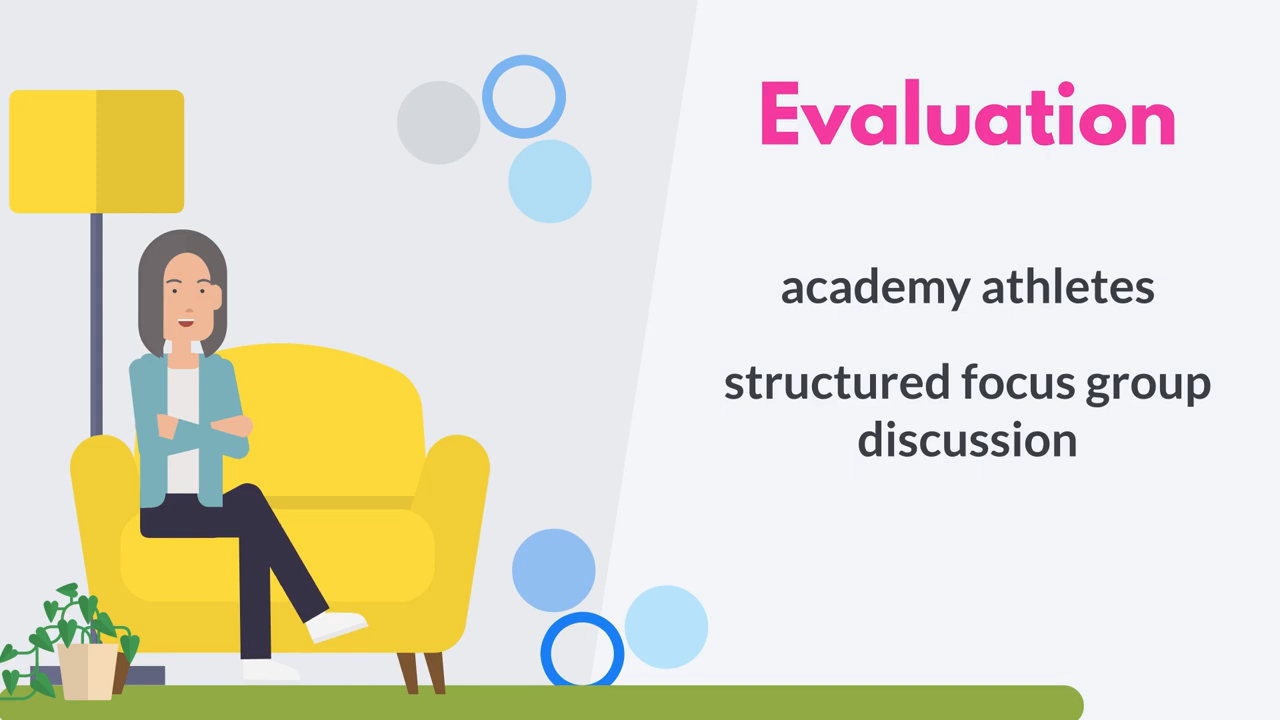 Evaluation
academy athletes
structured focus group
discussion